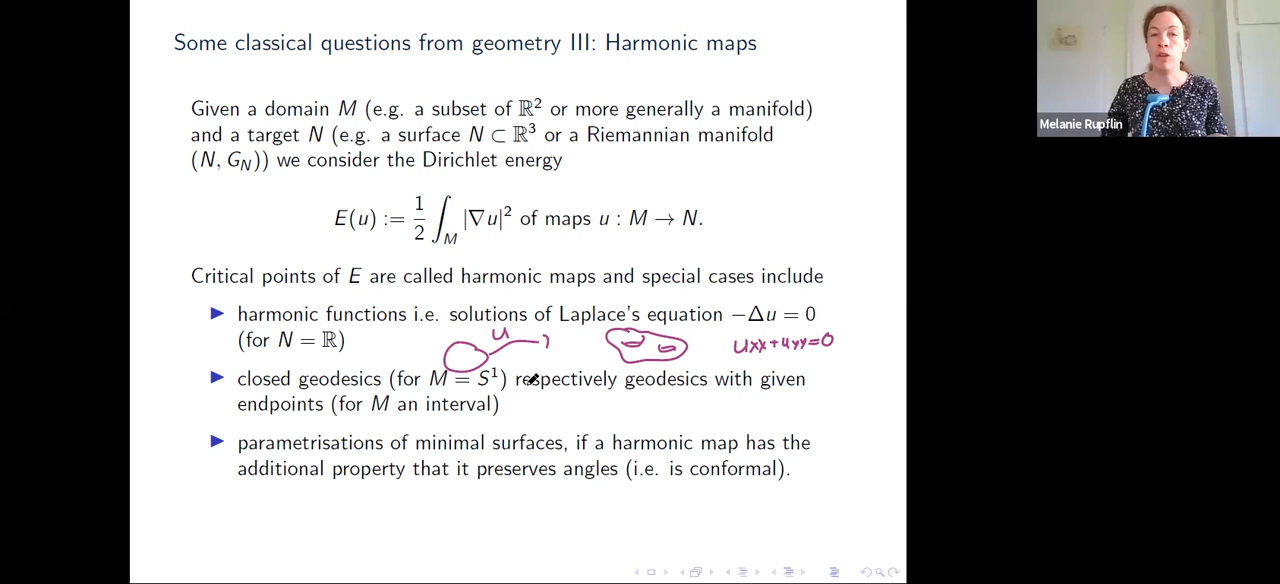 Some classical questions from geometry III: Harmonic maps
Melanie Rupflin
Given a domain M (e.g. a subset of ℝ² or more generally a manifold)
and a target N (e.g. a surface N ⊂ ℝ³ or a Riemannian manifold
(N, G_N)) we consider the Dirichlet energy
E(u) := 1/2 ∫_M |∇u|² of maps u : M → N.
Critical points of E are called harmonic maps and special cases include
▶ harmonic functions i.e. solutions of Laplace's equation −Δu = 0
(for N = ℝ)
u
uxx+uyy=0
▶ closed geodesics (for M = S¹) respectively geodesics with given
endpoints (for M an interval)
▶ parametrisations of minimal surfaces, if a harmonic map has the
additional property that it preserves angles (i.e. is conformal).